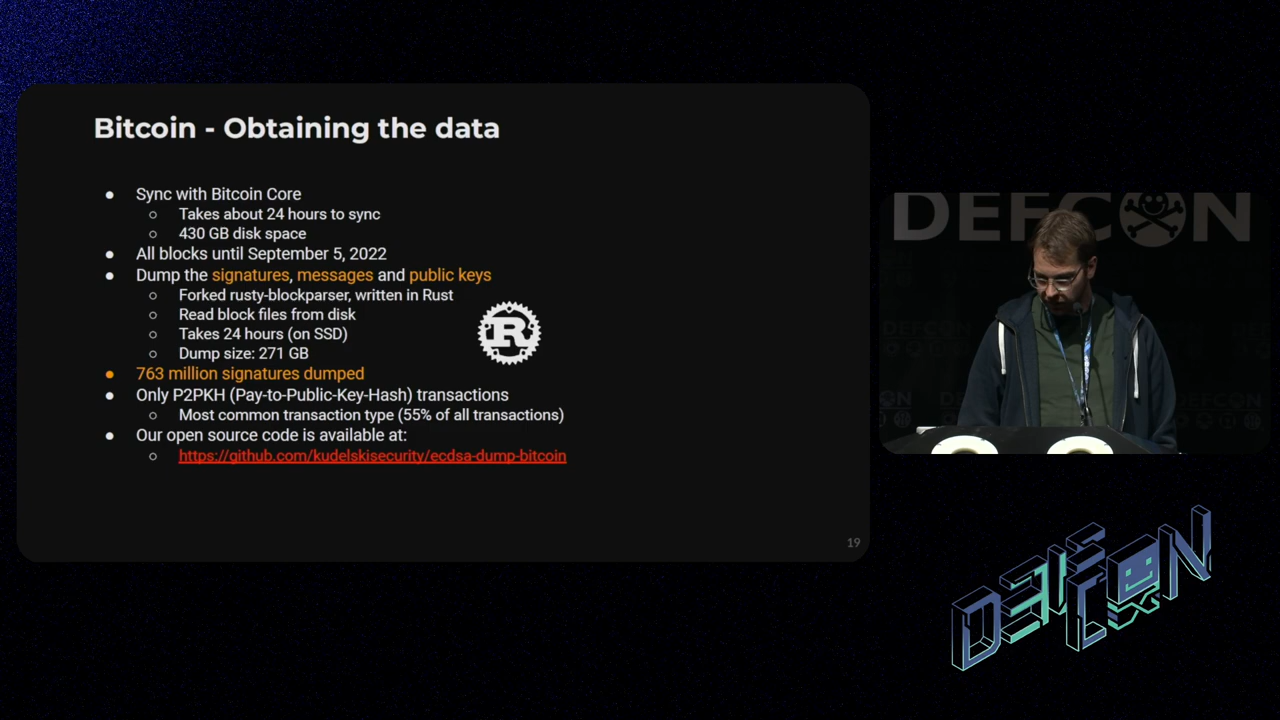 Bitcoin - Obtaining the data
Sync with Bitcoin Core
Takes about 24 hours to sync
430 GB disk space
All blocks until September 5, 2022
Dump the signatures, messages and public keys
Forked rusty-blockparser, written in Rust
Read block files from disk
Takes 24 hours (on SSD)
Dump size: 271 GB
763 million signatures dumped
Only P2PKH (Pay-to-Public-Key-Hash) transactions
Most common transaction type (55% of all transactions)
Our open source code is available at:
https://github.com/kudelskisecurity/ecdsa-dump-bitcoin
19
R
DEFCON
DEFCON
DEFCON
DEFCON